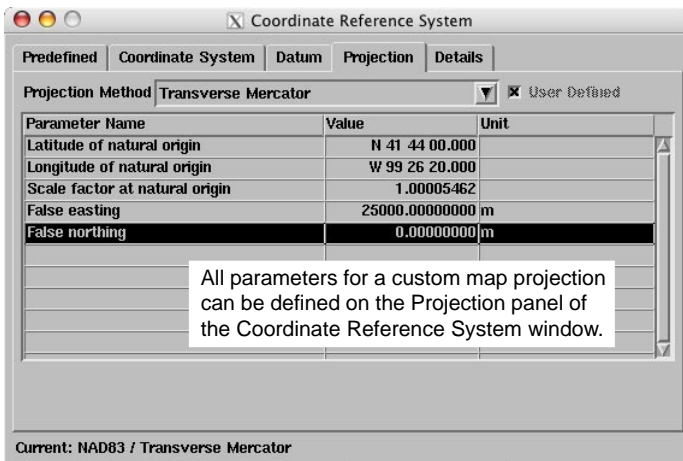 X Coordinate Reference System
Predefined Coordinate System Datum Projection Details
Projection Method Transverse Mercator User Defined
Parameter Name Value Unit
Latitude of natural origin N 41 44 00.000
Longitude of natural origin W 99 26 20.000
Scale factor at natural origin 1.00005462
False easting 25000.00000000 m
False northing 0.00000000 m
All parameters for a custom map projection
can be defined on the Projection panel of
the Coordinate Reference System window.
Current: NAD83 / Transverse Mercator